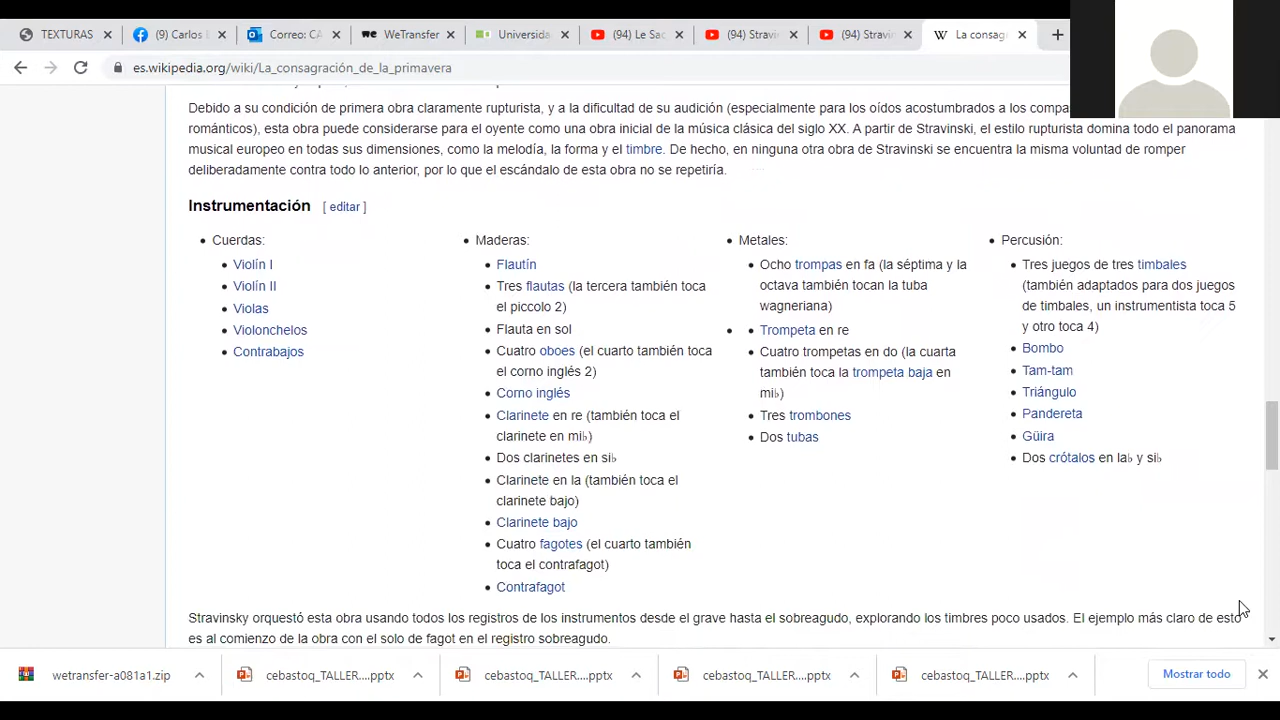 TEXTURAS
(9) Carlos
Correo: CA
WeTransfer
Universida
(94) Le Sac
(94) Stravin
(94) Stravin
La consag
es.wikipedia.org/wiki/La_consagración_de_la_primavera
Debido a su condición de primera obra claramente rupturista, y a la dificultad de su audición (especialmente para los oídos acostumbrados a los compa
románticos), esta obra puede considerarse para el oyente como una obra inicial de la música clásica del siglo XX. A partir de Stravinski, el estilo rupturista domina todo el panorama
musical europeo en todas sus dimensiones, como la melodía, la forma y el timbre. De hecho, en ninguna otra obra de Stravinski se encuentra la misma voluntad de romper
deliberadamente contra todo lo anterior, por lo que el escándalo de esta obra no se repetiría.
Instrumentación [ editar ]
• Cuerdas:
• Violín I
• Violín II
• Violas
• Violonchelos
• Contrabajos
• Maderas:
• Flautín
• Tres flautas (la tercera también toca
el piccolo 2)
• Flauta en sol
• Cuatro oboes (el cuarto también toca
el corno inglés 2)
• Corno inglés
• Clarinete en re (también toca el
clarinete en mi♭)
• Dos clarinetes en si♭
• Clarinete en la (también toca el
clarinete bajo)
• Clarinete bajo
• Cuatro fagotes (el cuarto también
toca el contrafagot)
• Contrafagot
• Metales:
• Ocho trompas en fa (la séptima y la
octava también tocan la tuba
wagneriana)
• • Trompeta en re
• Cuatro trompetas en do (la cuarta
también toca la trompeta baja en
mi♭)
• Tres trombones
• Dos tubas
• Percusión:
• Tres juegos de tres timbales
(también adaptados para dos juegos
de timbales, un instrumentista toca 5
y otro toca 4)
• Bombo
• Tam-tam
• Triángulo
• Pandereta
• Güira
• Dos crótalos en la♭ y si♭
Stravinsky orquestó esta obra usando todos los registros de los instrumentos desde el grave hasta el sobreagudo, explorando los timbres poco usados. El ejemplo más claro de esto
es al comienzo de la obra con el solo de fagot en el registro sobreagudo.
wetransfer-a081a1.zip
cebastoq_TALLER....pptx
cebastoq_TALLER....pptx
cebastoq_TALLER....pptx
cebastoq_TALLER....pptx
Mostrar todo